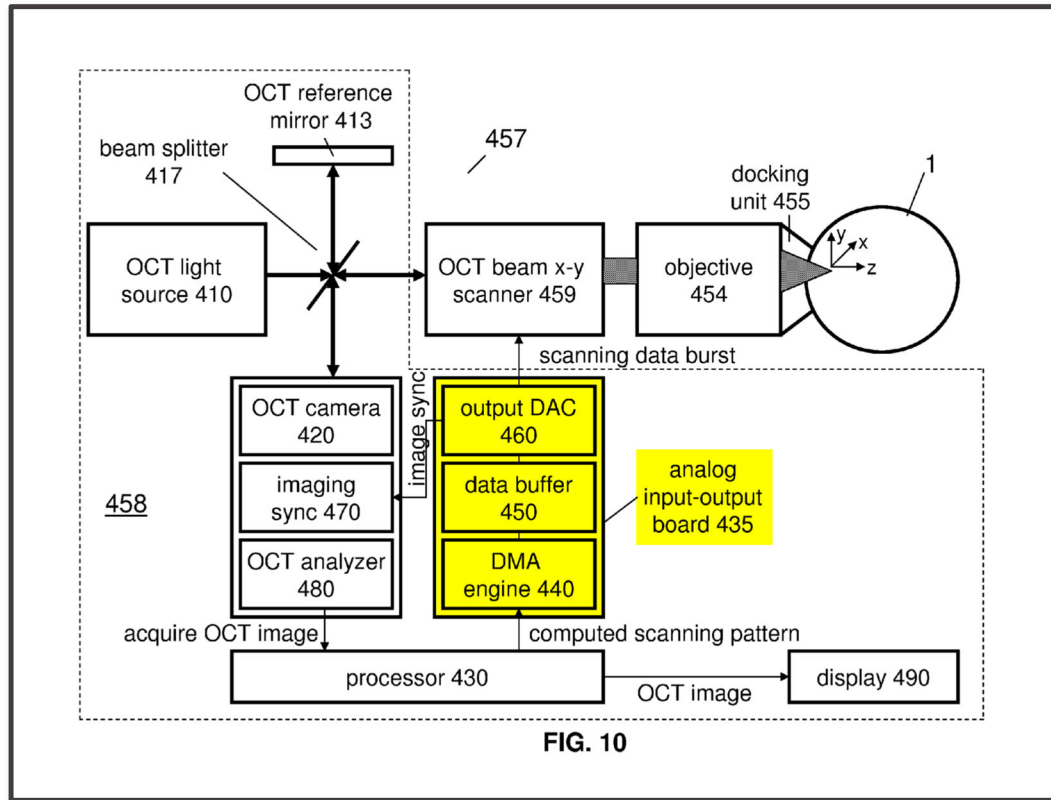 OCT reference
mirror 413
beam splitter
417
457
docking
unit 455
1
OCT light
source 410
OCT beam x-y
scanner 459
objective
454
y
x
z
scanning data burst
OCT camera
420
image sync
output DAC
460
imaging
sync 470
data buffer
450
analog
input-output
board 435
458
OCT analyzer
480
DMA
engine 440
acquire OCT image
computed scanning pattern
processor 430
OCT image
display 490
FIG. 10